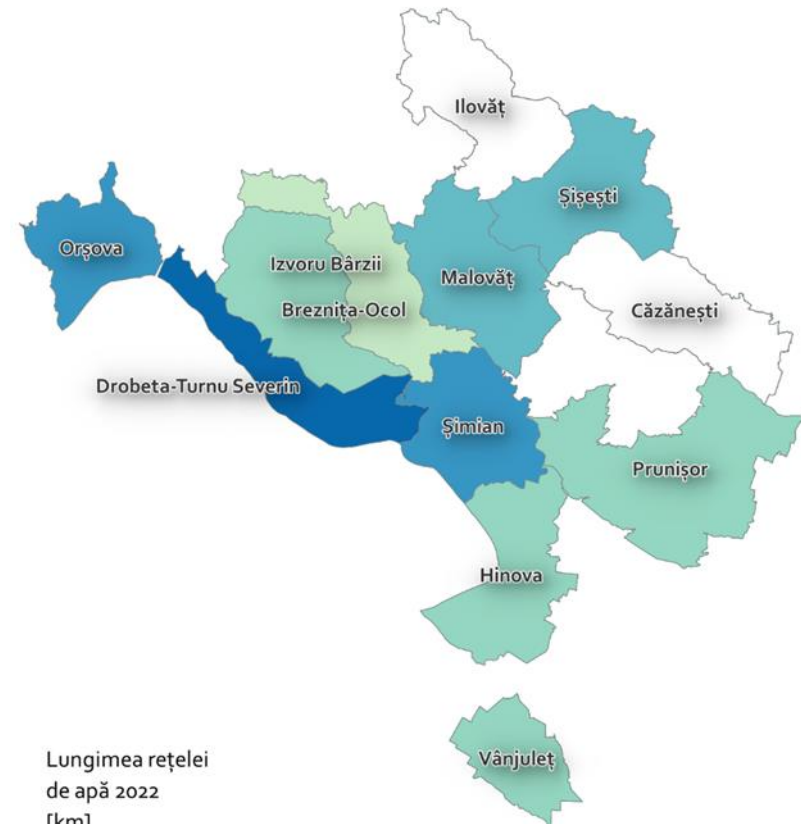 Ilovăț
Șișești
Orșova
Izvoru Bârzii
Malovăț
Breznița-Ocol
Căzănești
Drobeta-Turnu Severin
Șimian
Prunișor
Hinova
Vânjuleț
Lungimea rețelei
de apă 2022
[km]